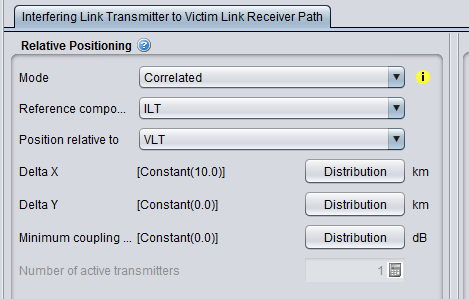 Interfering Link Transmitter to Victim Link Receiver Path
Relative Positioning
Mode Correlated
Reference compo... ILT
Position relative to VLT
Delta X [Constant(10.0)] Distribution km
Delta Y [Constant(0.0)] Distribution km
Minimum coupling ... [Constant(0.0)] Distribution dB
Number of active transmitters 1